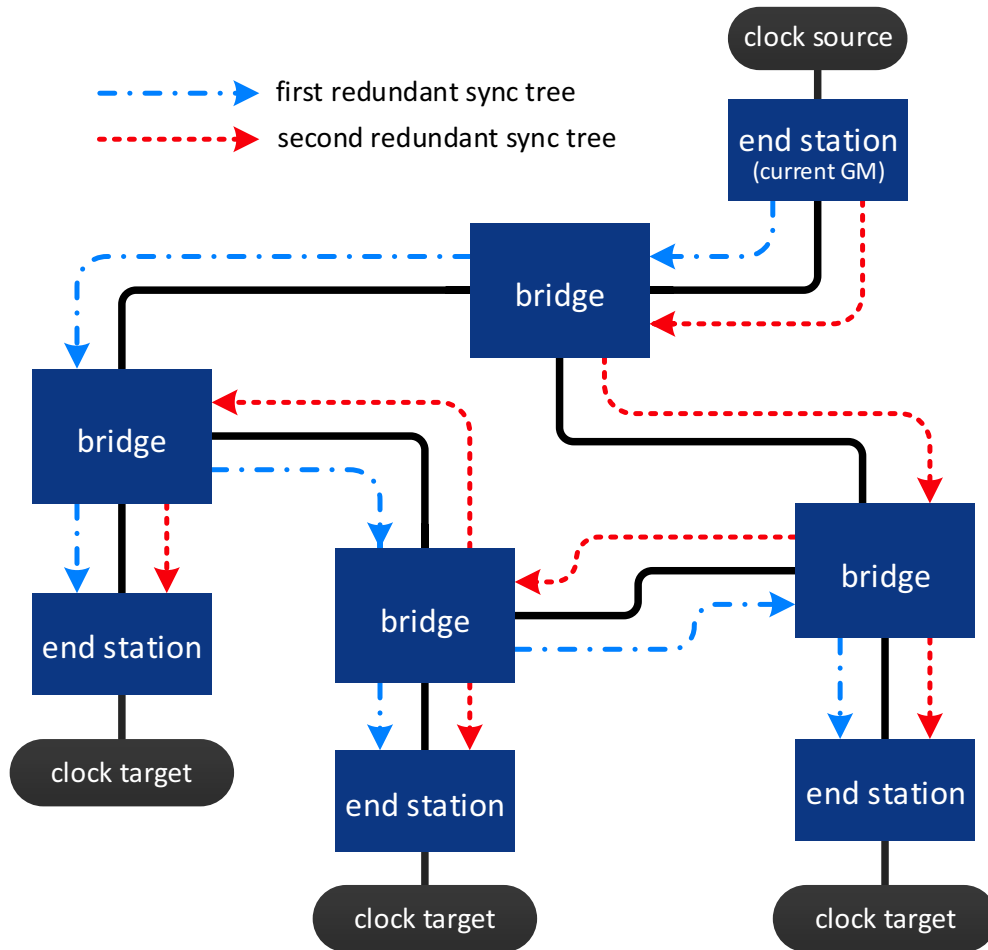 clock source
first redundant sync tree
second redundant sync tree
end station
(current GM)
bridge
bridge
bridge
bridge
end station
clock target
end station
clock target
end station
clock target